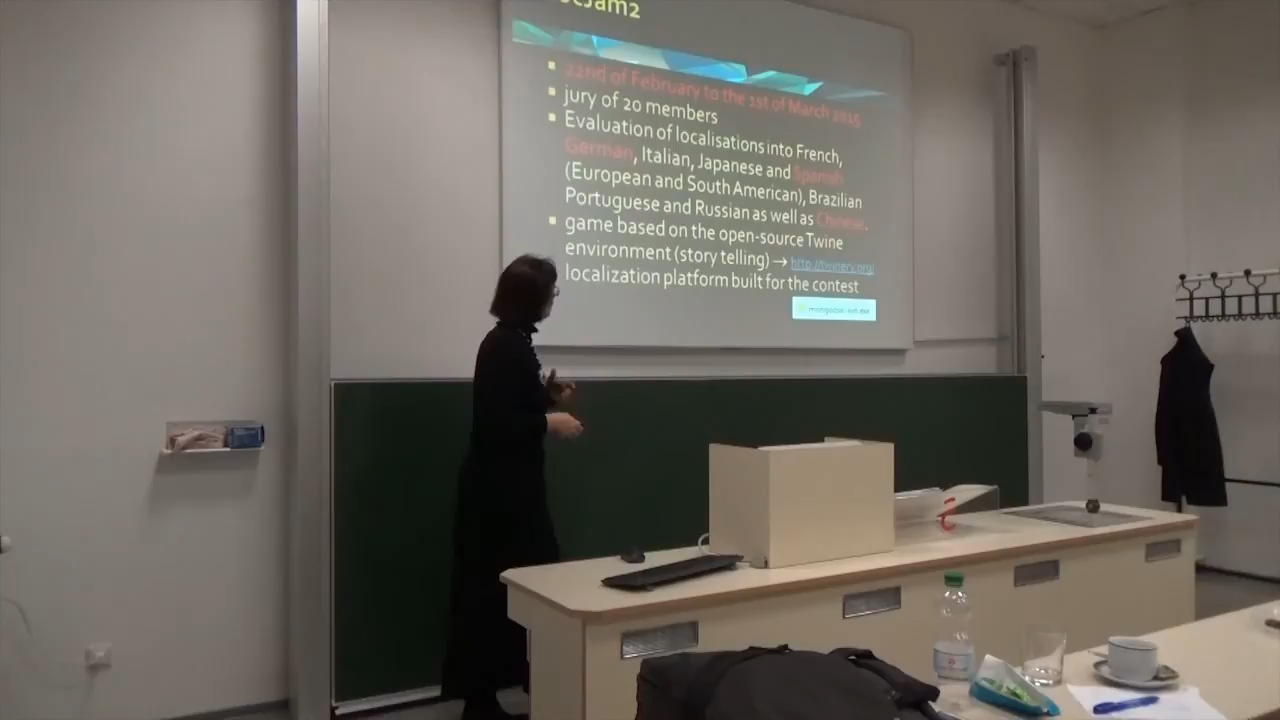 cJam2
22nd of February to the 1st of March 2015
jury of 20 members
Evaluation of localisations into French,
German, Italian, Japanese and Spanish
(European and South American), Brazilian
Portuguese and Russian as well as Chinese.
game based on the open-source Twine
environment (story telling) → http://twinery.org/
localization platform built for the contest